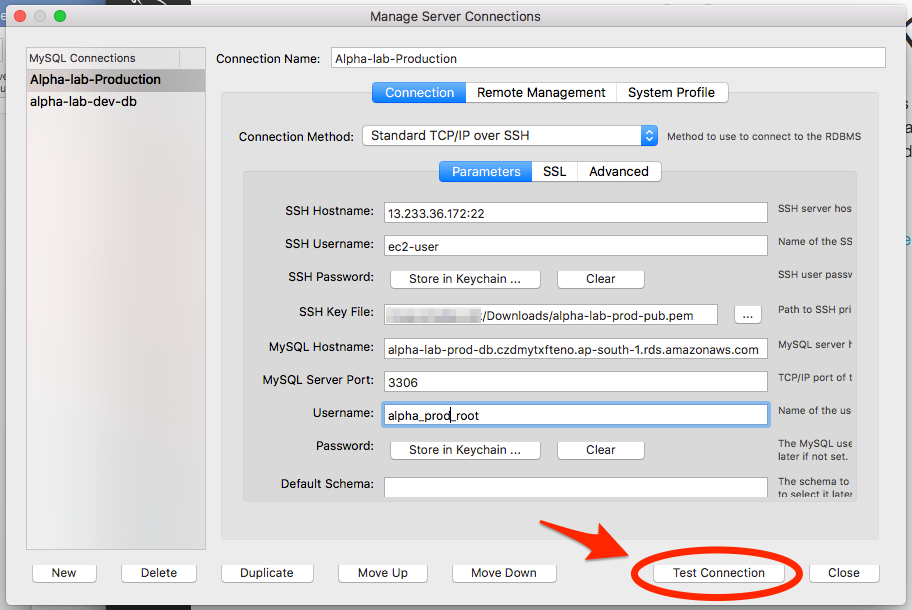 Manage Server Connections
MySQL Connections
Alpha-lab-Production
alpha-lab-dev-db
Connection Name: Alpha-lab-Production
Connection Remote Management System Profile
Connection Method: Standard TCP/IP over SSH Method to use to connect to the RDBMS
Parameters SSL Advanced
SSH Hostname: 13.233.36.172:22 SSH server hos
SSH Username: ec2-user Name of the SS
SSH Password: Store in Keychain ... Clear SSH user passw
SSH Key File: :/Downloads/alpha-lab-prod-pub.pem ... Path to SSH pri
MySQL Hostname: alpha-lab-prod-db.czdmytxfteno.ap-south-1.rds.amazonaws.com MySQL server h
MySQL Server Port: 3306 TCP/IP port of t
Username: alpha_prod_root Name of the us
Password: Store in Keychain ... Clear The MySQL use
later if not set.
Default Schema: The schema to
to select it later
New Delete Duplicate Move Up Move Down Test Connection Close